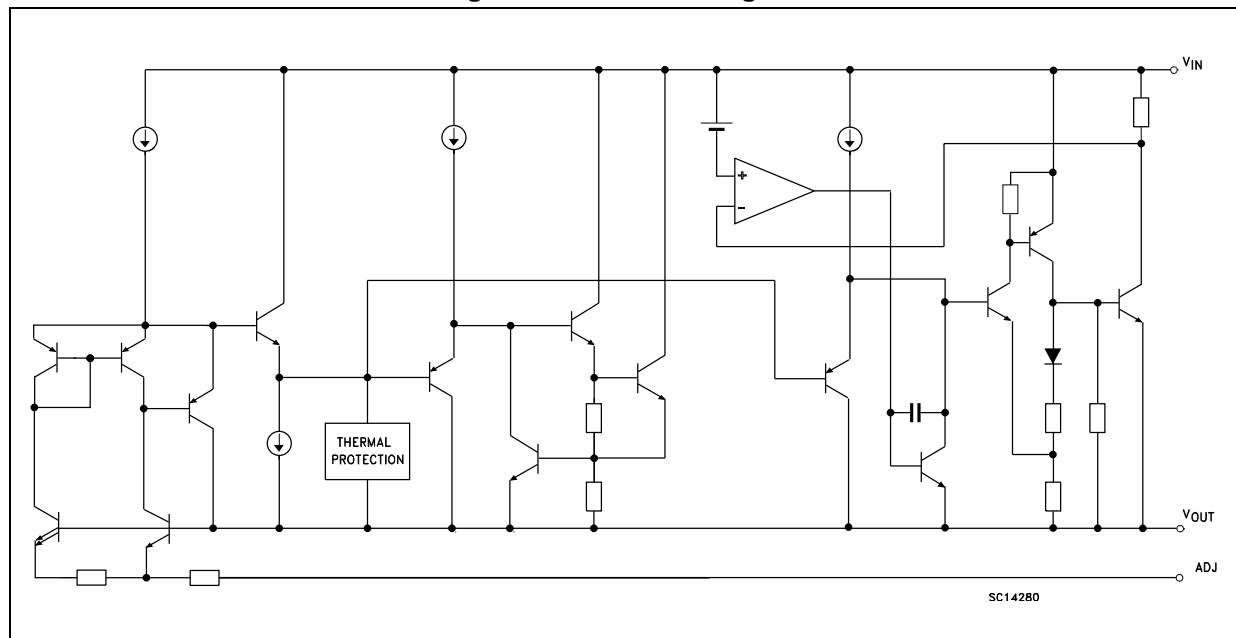 VIN
+
-
THERMAL
PROTECTION
VOUT
ADJ
SC14280